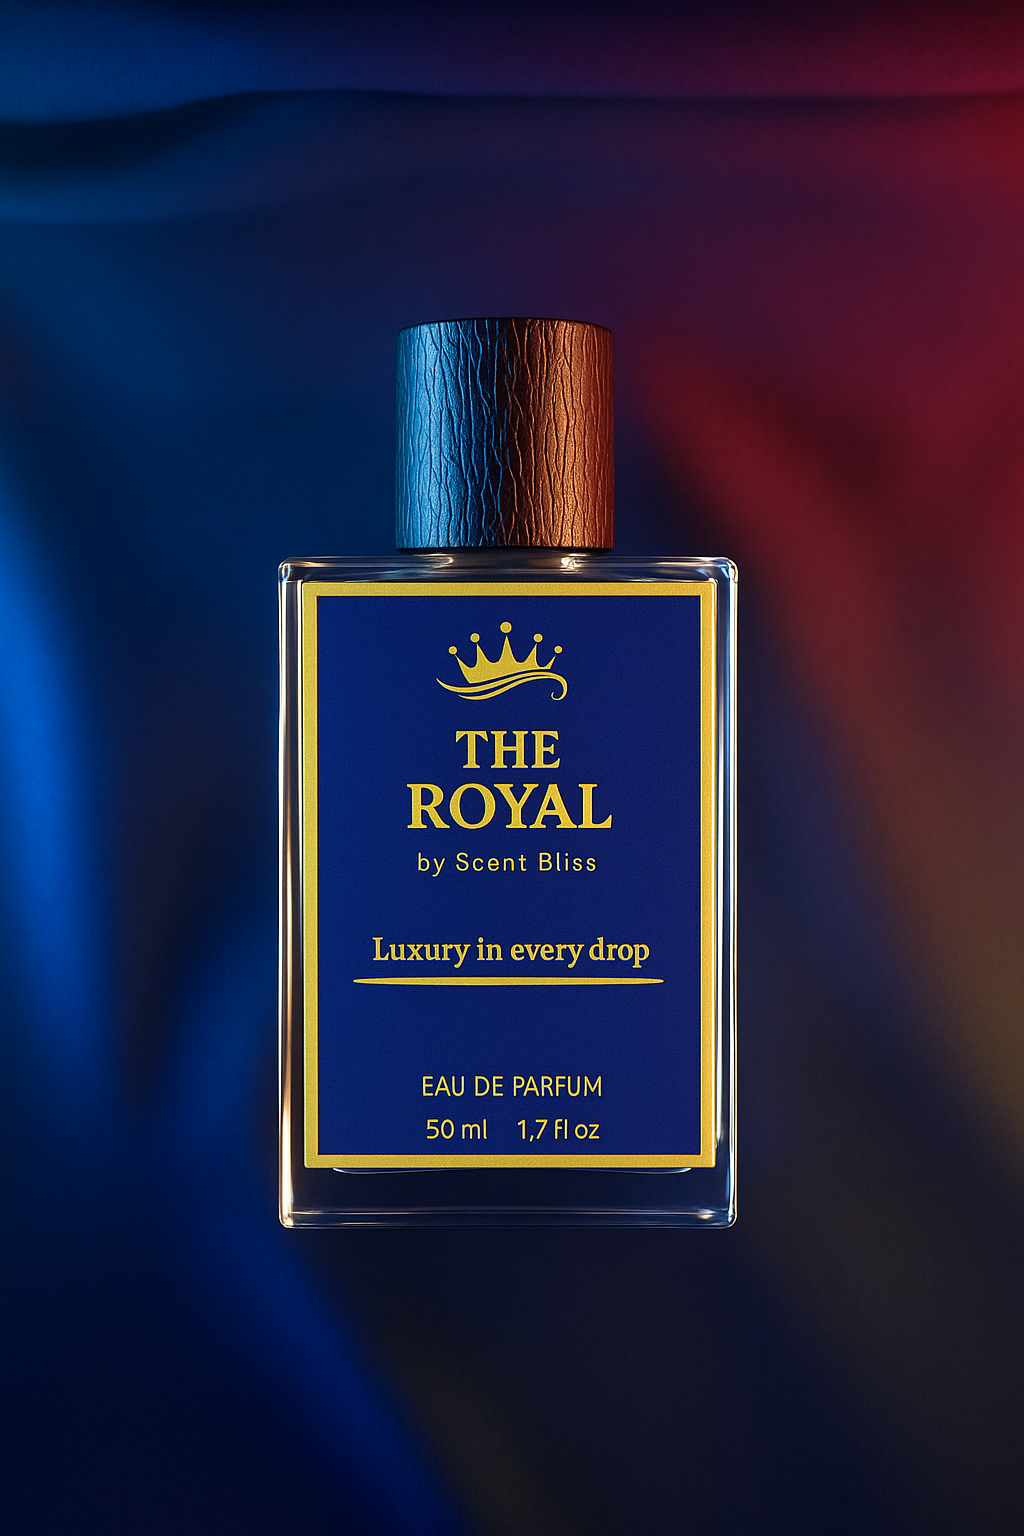 THE
ROYAL
by Scent Bliss
Luxury in every drop
EAU DE PARFUM
50 ml 1,7 fl oz